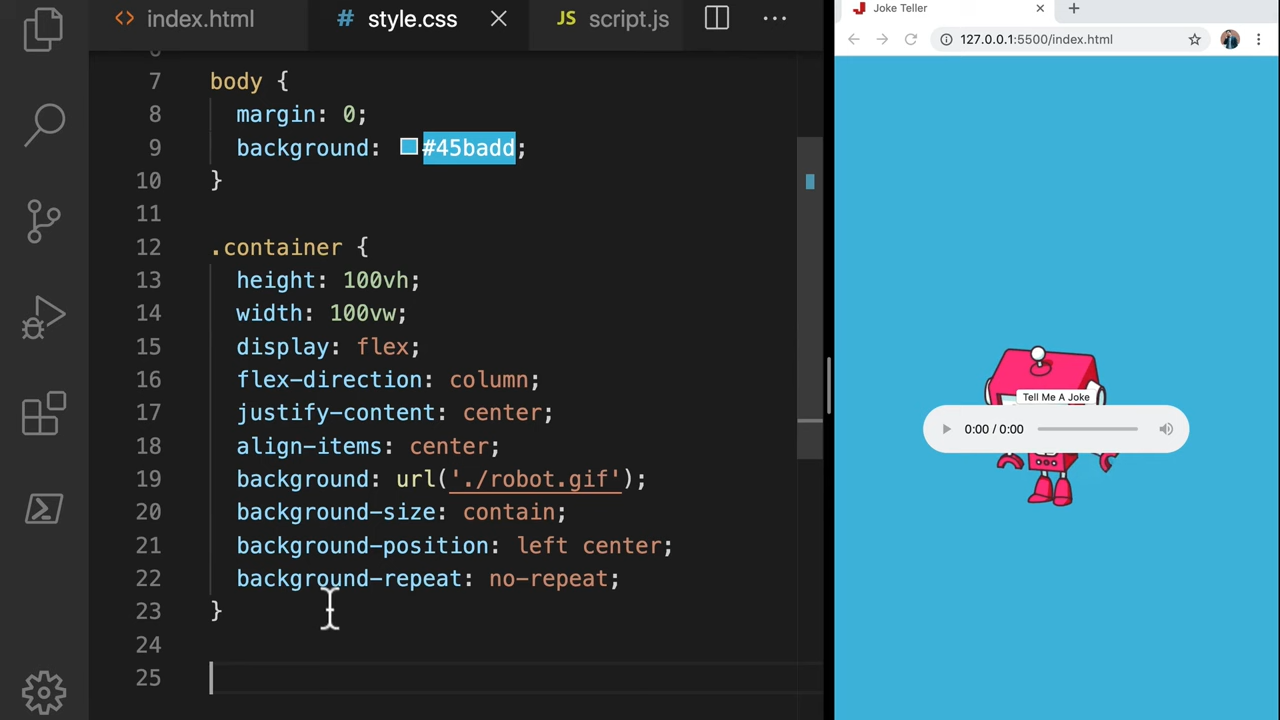 <> index.html
# style.css
JS script.js
Joke Teller
127.0.0.1:5500/index.html
7 body {
8 margin: 0;
9 background: #45badd;
10 }
11
12 .container {
13 height: 100vh;
14 width: 100vw;
15 display: flex;
16 flex-direction: column;
17 justify-content: center;
18 align-items: center;
19 background: url('./robot.gif');
20 background-size: contain;
21 background-position: left center;
22 background-repeat: no-repeat;
23 }
24
25
Tell Me A Joke
0:00 / 0:00